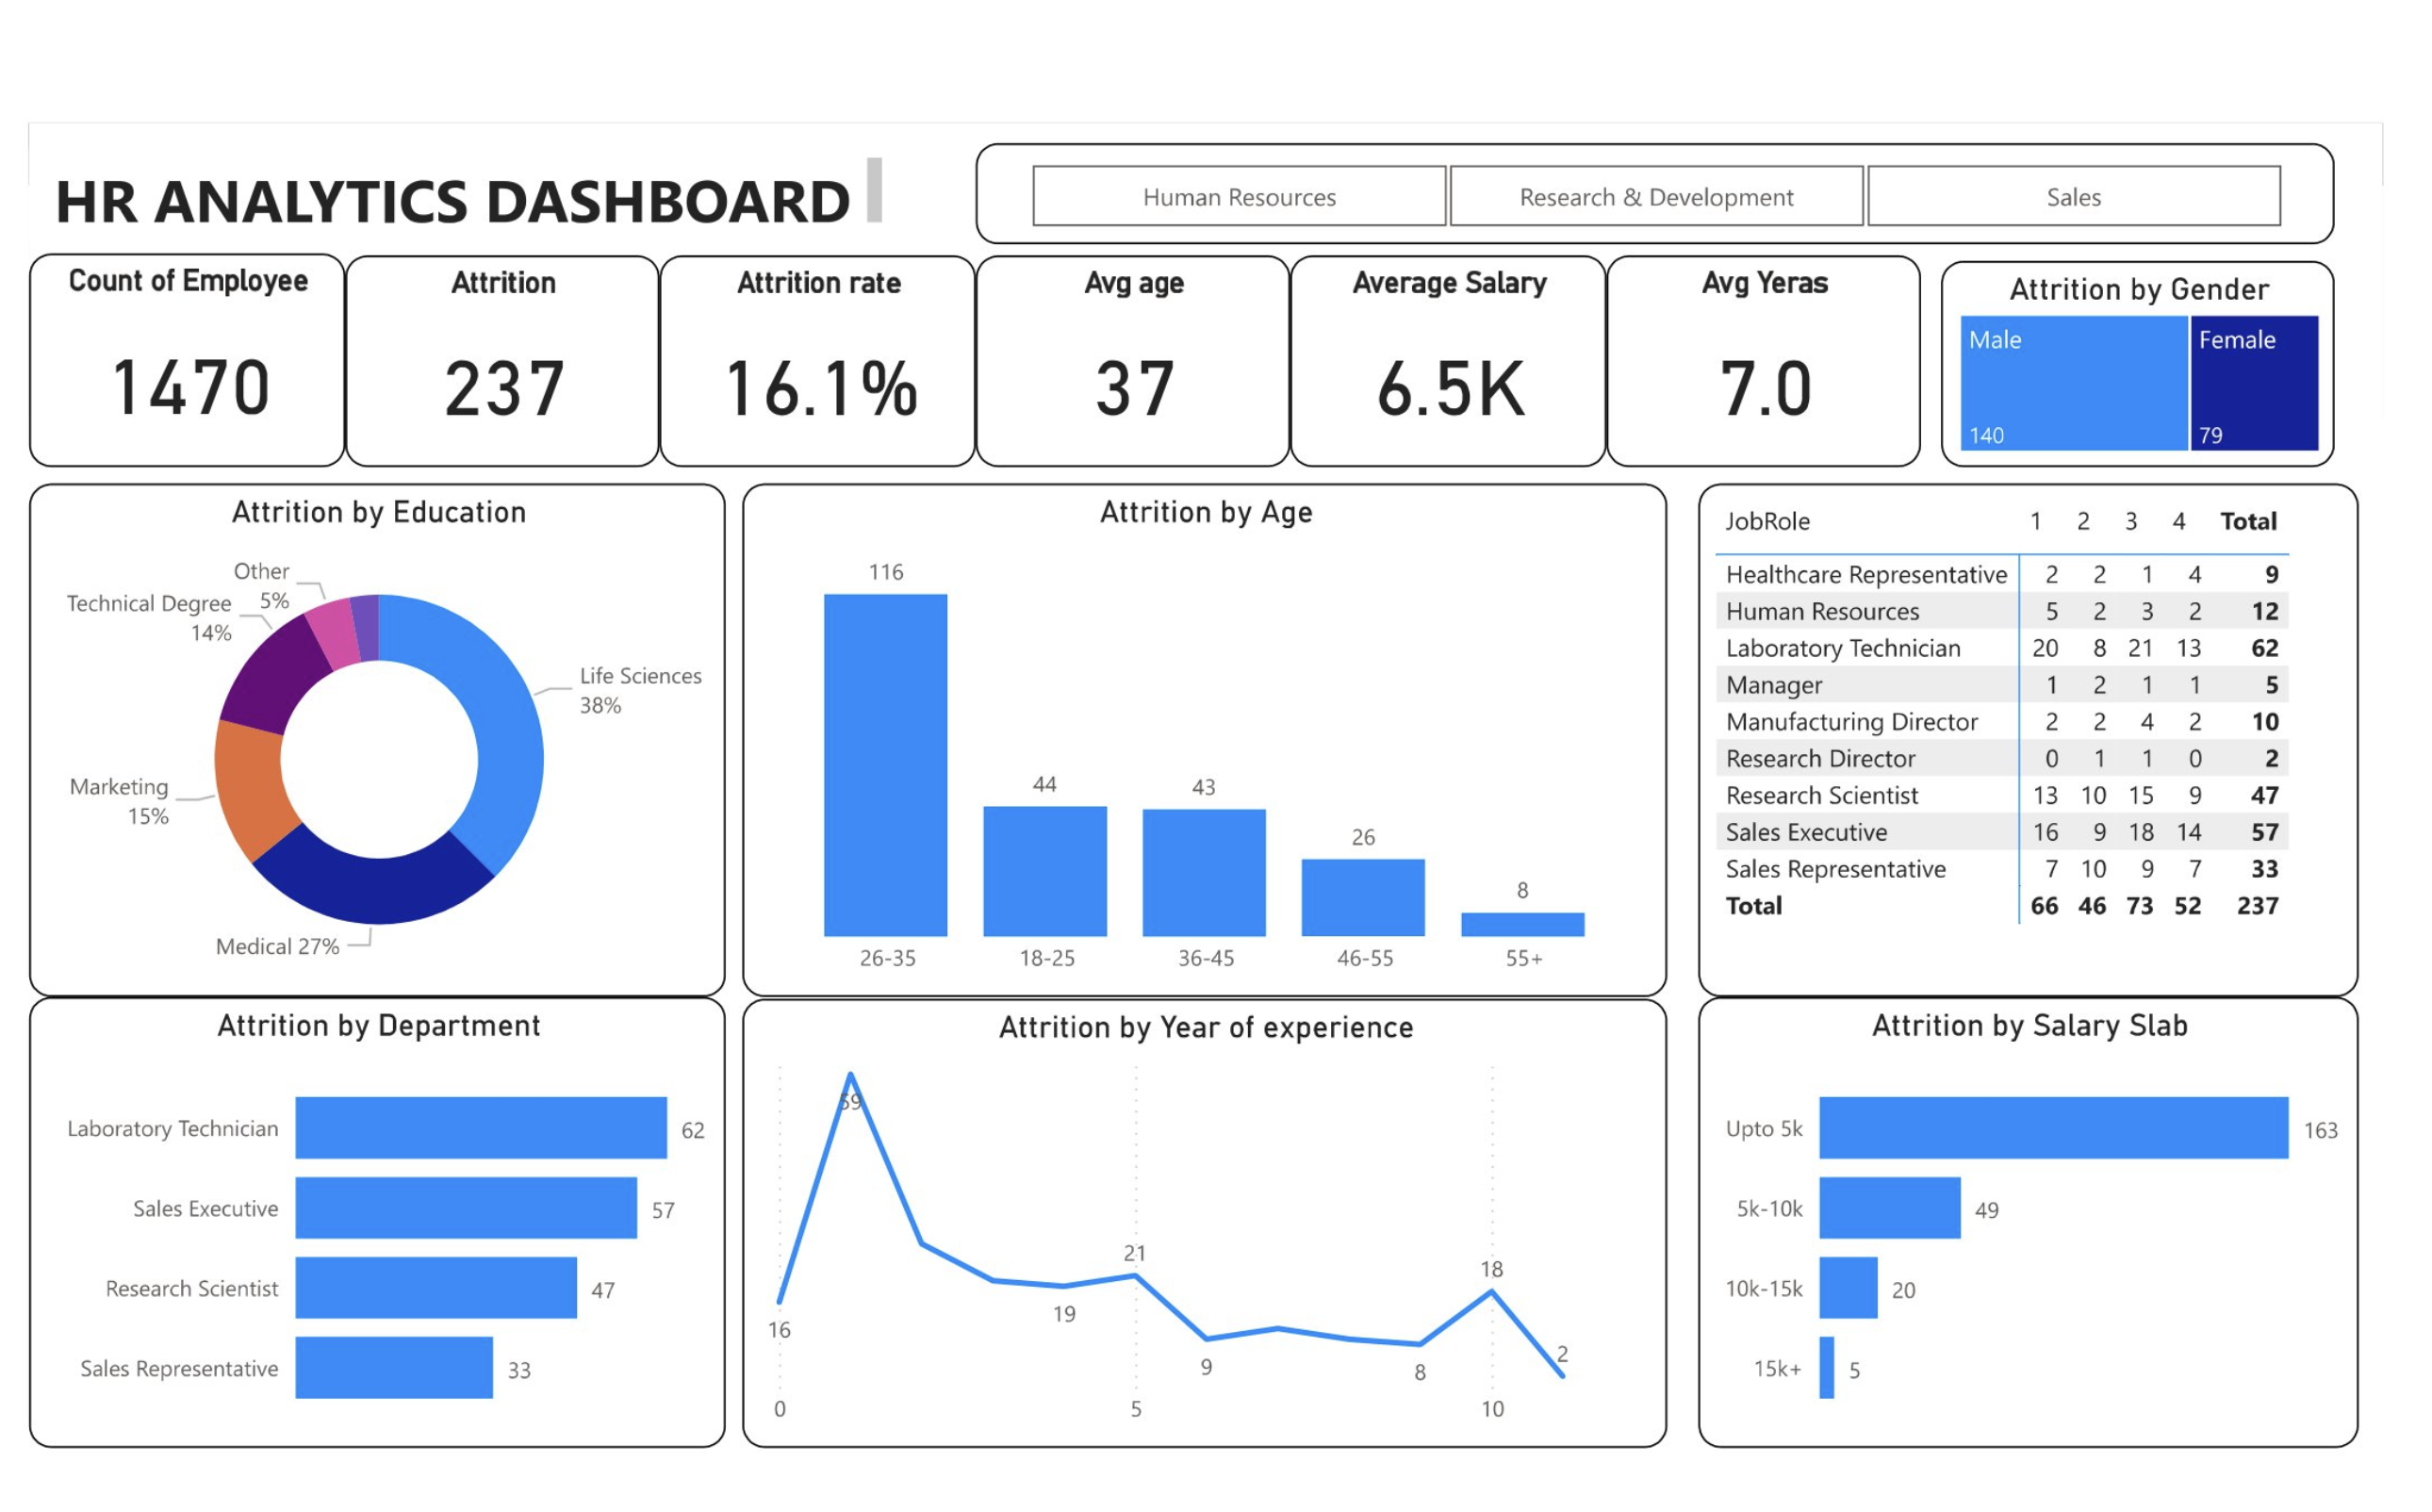 HR ANALYTICS DASHBOARD
Human Resources
Research & Development
Sales
Count of Employee
1470
Attrition
237
Attrition rate
16.1%
Avg age
37
Average Salary
6.5K
Avg Yeras
7.0
Attrition by Gender
Male
140
Female
79
Attrition by Education
Other
5%
Technical Degree
14%
Life Sciences
38%
Marketing
15%
Medical 27%
Attrition by Age
116
44
43
26
8
26-35
18-25
36-45
46-55
55+
JobRole 1 2 3 4 Total
Healthcare Representative 2 2 1 4 9
Human Resources 5 2 3 2 12
Laboratory Technician 20 8 21 13 62
Manager 1 2 1 1 5
Manufacturing Director 2 2 4 2 10
Research Director 0 1 1 0 2
Research Scientist 13 10 15 9 47
Sales Executive 16 9 18 14 57
Sales Representative 7 10 9 7 33
Total 66 46 73 52 237
Attrition by Department
Laboratory Technician 62
Sales Executive 57
Research Scientist 47
Sales Representative 33
Attrition by Year of experience
59
21
18
16
19
9
8
2
0
5
10
Attrition by Salary Slab
Upto 5k 163
5k-10k 49
10k-15k 20
15k+ 5